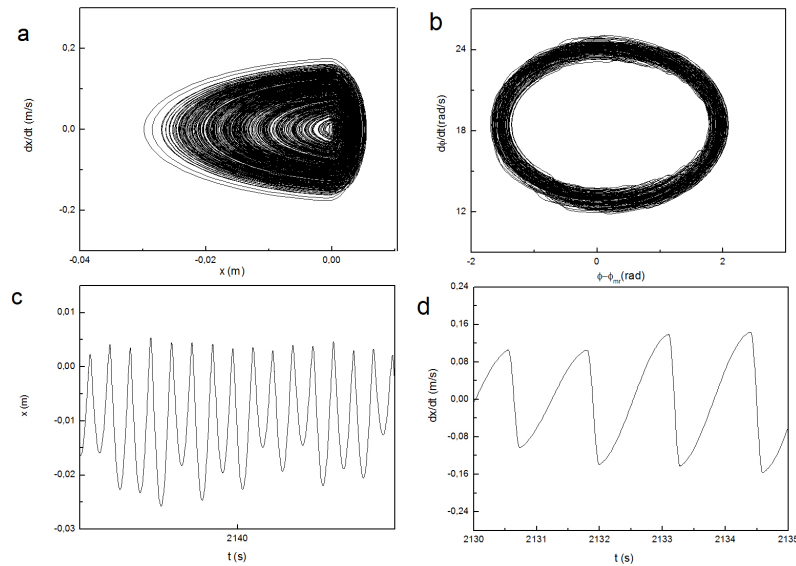 a
dx/dt (m/s)
0,2
0,0
-0,2
-0,04
-0,02
0,00
x (m)
b
dϕ/dt(rad/s)
24
18
12
-2
0
2
ϕ-ϕmr(rad)
c
x (m)
0,01
0,00
-0,01
-0,02
-0,03
2140
t (s)
d
dx/dt (m/s)
0,24
0,16
0,08
0,00
-0,08
-0,16
-0,24
2130
2131
2132
2133
2134
2135
t (s)